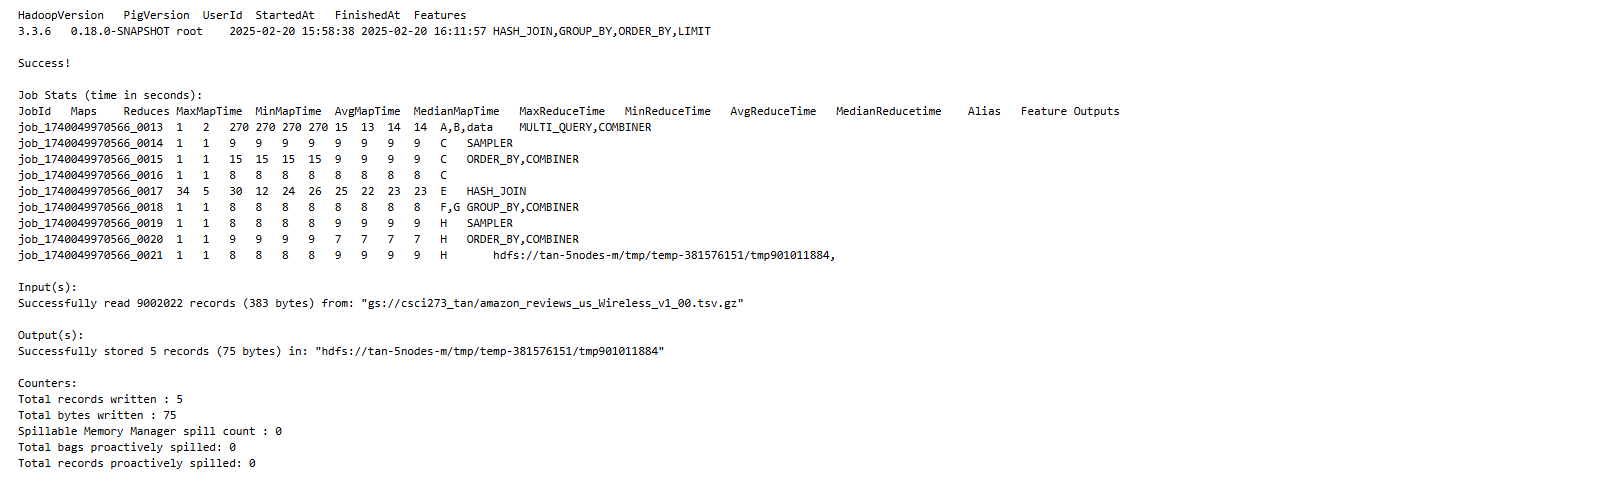 HadoopVersion PigVersion UserId StartedAt FinishedAt Features
3.3.6 0.18.0-SNAPSHOT root 2025-02-20 15:58:38 2025-02-20 16:11:57 HASH_JOIN,GROUP_BY,ORDER_BY,LIMIT
Success!
Job Stats (time in seconds):
JobId Maps Reduces MaxMapTime MinMapTime AvgMapTime MedianMapTime MaxReduceTime MinReduceTime AvgReduceTime MedianReducetime Alias Feature Outputs
job_1740049970566_0013 1 2 270 270 270 270 15 13 14 14 A,B,data MULTI_QUERY,COMBINER
job_1740049970566_0014 1 1 9 9 9 9 9 9 9 9 C SAMPLER
job_1740049970566_0015 1 1 15 15 15 15 9 9 9 9 C ORDER_BY,COMBINER
job_1740049970566_0016 1 1 8 8 8 8 8 8 8 8 C
job_1740049970566_0017 34 5 30 12 24 26 25 22 23 23 E HASH_JOIN
job_1740049970566_0018 1 1 8 8 8 8 8 8 8 8 F,G GROUP_BY,COMBINER
job_1740049970566_0019 1 1 8 8 8 8 9 9 9 9 H SAMPLER
job_1740049970566_0020 1 1 9 9 9 9 7 7 7 7 H ORDER_BY,COMBINER
job_1740049970566_0021 1 1 8 8 8 8 9 9 9 9 H hdfs://tan-5nodes-m/tmp/temp-381576151/tmp901011884,
Input(s):
Successfully read 9002022 records (383 bytes) from: "gs://csci273_tan/amazon_reviews_us_Wireless_v1_00.tsv.gz"
Output(s):
Successfully stored 5 records (75 bytes) in: "hdfs://tan-5nodes-m/tmp/temp-381576151/tmp901011884"
Counters:
Total records written : 5
Total bytes written : 75
Spillable Memory Manager spill count : 0
Total bags proactively spilled: 0
Total records proactively spilled: 0